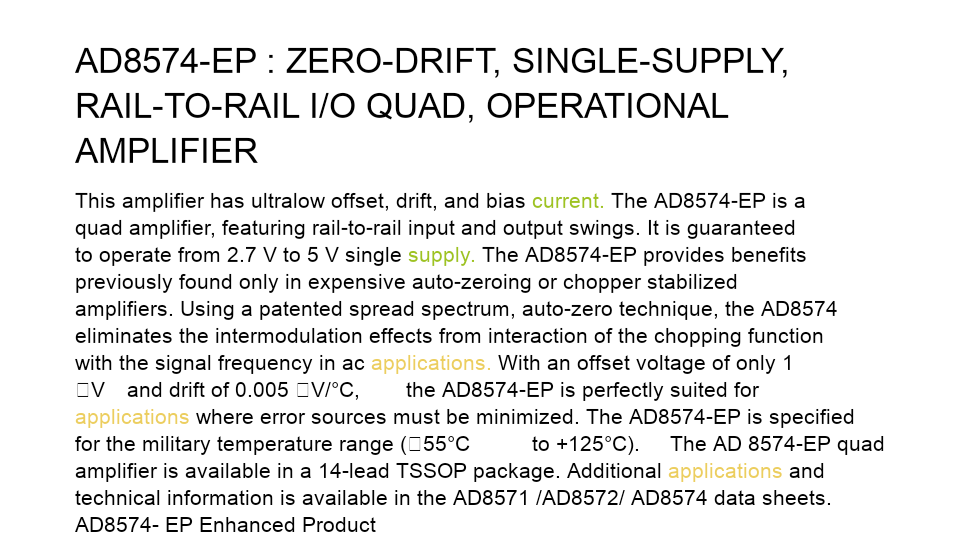 AD8574-EP : ZERO-DRIFT, SINGLE-SUPPLY,
RAIL-TO-RAIL I/O QUAD, OPERATIONAL
AMPLIFIER
This amplifier has ultralow offset, drift, and bias current. The AD8574-EP is a
quad amplifier, featuring rail-to-rail input and output swings. It is guaranteed
to operate from 2.7 V to 5 V single supply. The AD8574-EP provides benefits
previously found only in expensive auto-zeroing or chopper stabilized
amplifiers. Using a patented spread spectrum, auto-zero technique, the AD8574
eliminates the intermodulation effects from interaction of the chopping function
with the signal frequency in ac applications. With an offset voltage of only 1
□V and drift of 0.005 □V/°C, the AD8574-EP is perfectly suited for
applications where error sources must be minimized. The AD8574-EP is specified
for the military temperature range (□55°C to +125°C). The AD 8574-EP quad
amplifier is available in a 14-lead TSSOP package. Additional applications and
technical information is available in the AD8571 /AD8572/ AD8574 data sheets.
AD8574- EP Enhanced Product